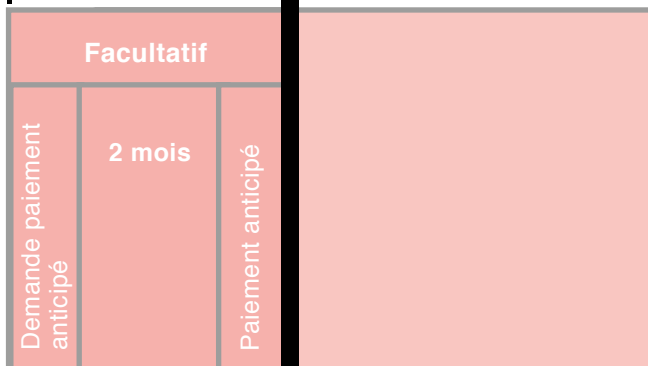 Facultatif
Demande paiement
anticipé
2 mois
Paiement anticipé